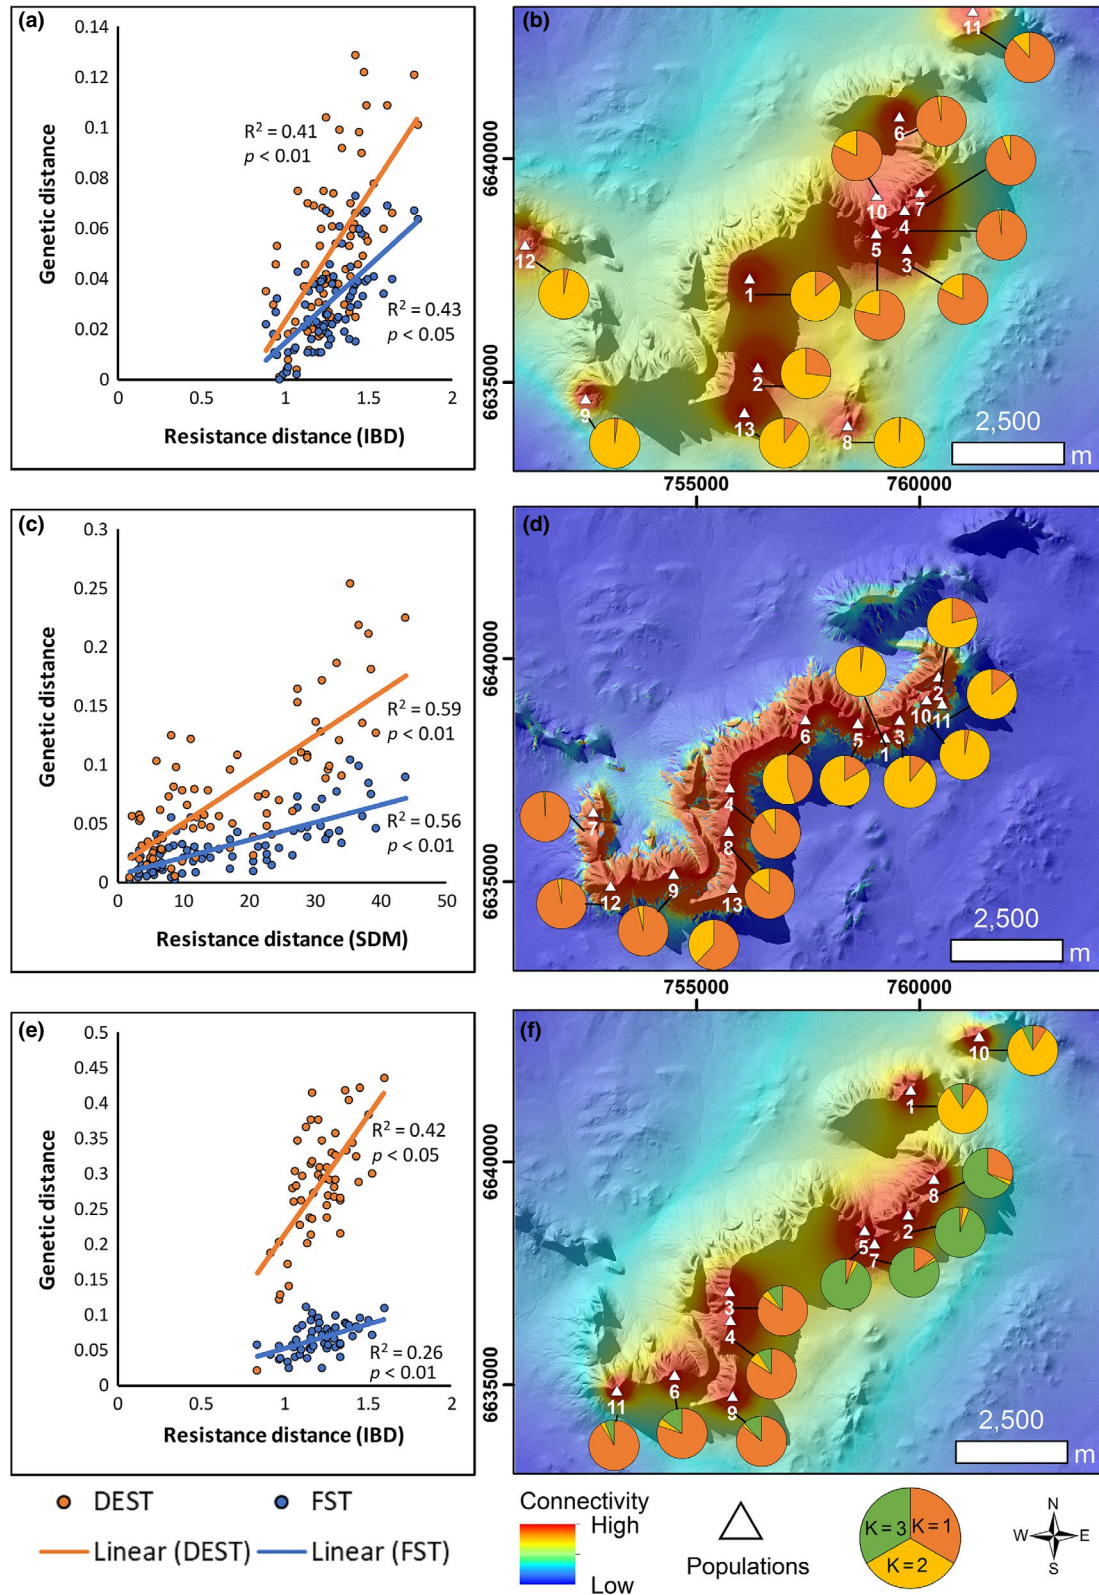 (a)
0.14
0.12
0.1
0.08
0.06
0.04
0.02
0
Genetic distance
R² = 0.41
p < 0.01
R² = 0.43
p < 0.05
0 0.5 1 1.5 2
Resistance distance (IBD)
(b)
6640000
6635000
11
6
10
7
4
5
3
12
1
2
9
13
8
2,500
m
755000 760000
(c)
0.3
0.25
0.2
0.15
0.1
0.05
0
Genetic distance
R² = 0.59
p < 0.01
R² = 0.56
p < 0.01
0 10 20 30 40 50
Resistance distance (SDM)
(d)
6640000
6635000
2
10
11
6
5
1
3
4
7
8
9
12
13
2,500
m
755000 760000
(e)
0.5
0.45
0.4
0.35
0.3
0.25
0.2
0.15
0.1
0.05
0
Genetic distance
R² = 0.42
p < 0.05
R² = 0.26
p < 0.01
0 0.5 1 1.5 2
Resistance distance (IBD)
(f)
6640000
6635000
10
1
8
2
5
7
3
4
6
11
9
2,500
m
DEST FST
Linear (DEST) Linear (FST)
Connectivity
High
Low
Populations
K = 3 K = 1
K = 2
N
W E
S